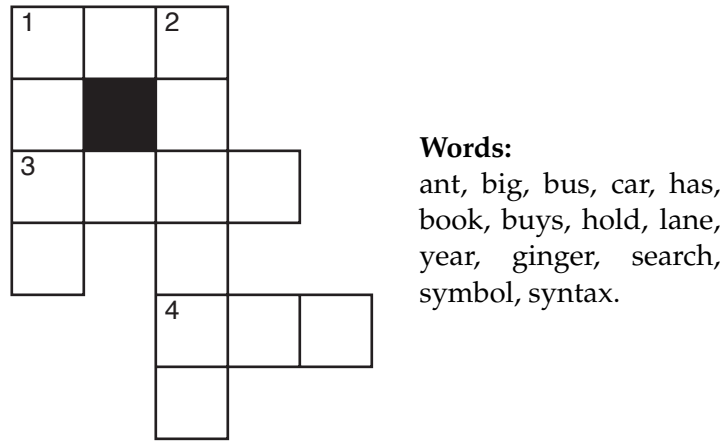 1
2
3
4
Words:
ant, big, bus, car, has,
book, buys, hold, lane,
year, ginger, search,
symbol, syntax.